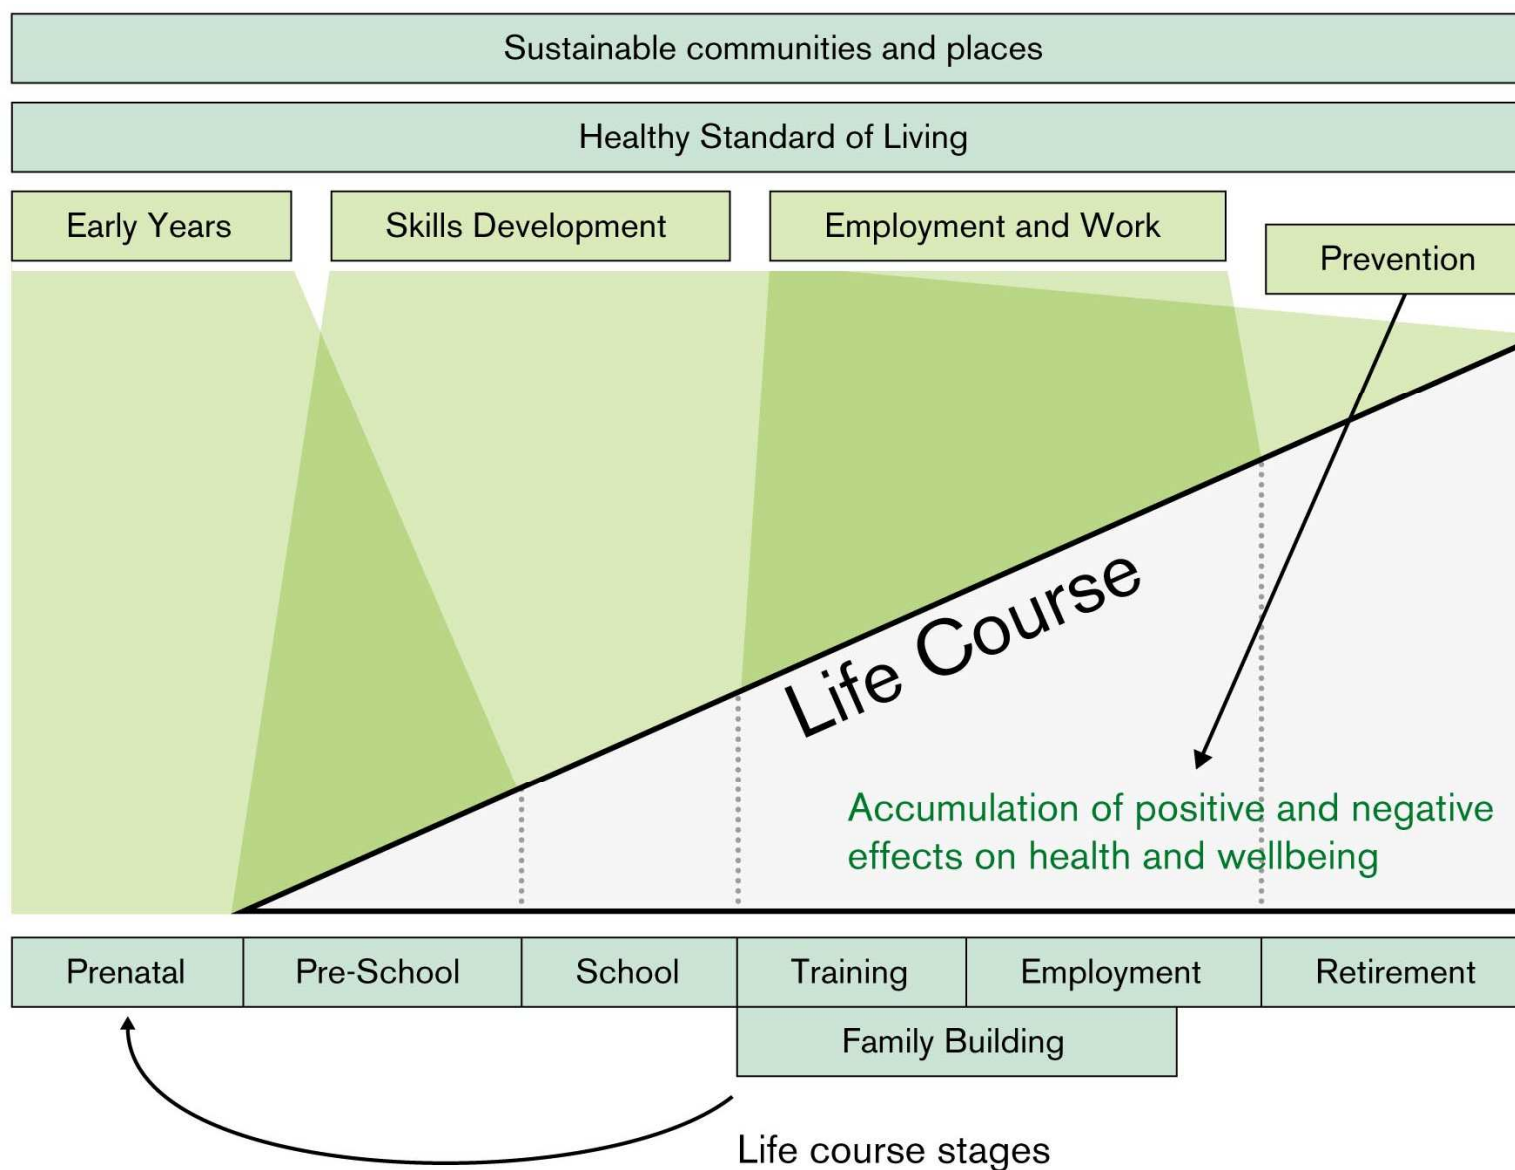 Sustainable communities and places
Healthy Standard of Living
Early Years
Skills Development
Employment and Work
Prevention
Life Course
Accumulation of positive and negative
effects on health and wellbeing
Prenatal
Pre-School
School
Training
Employment
Retirement
Family Building
Life course stages